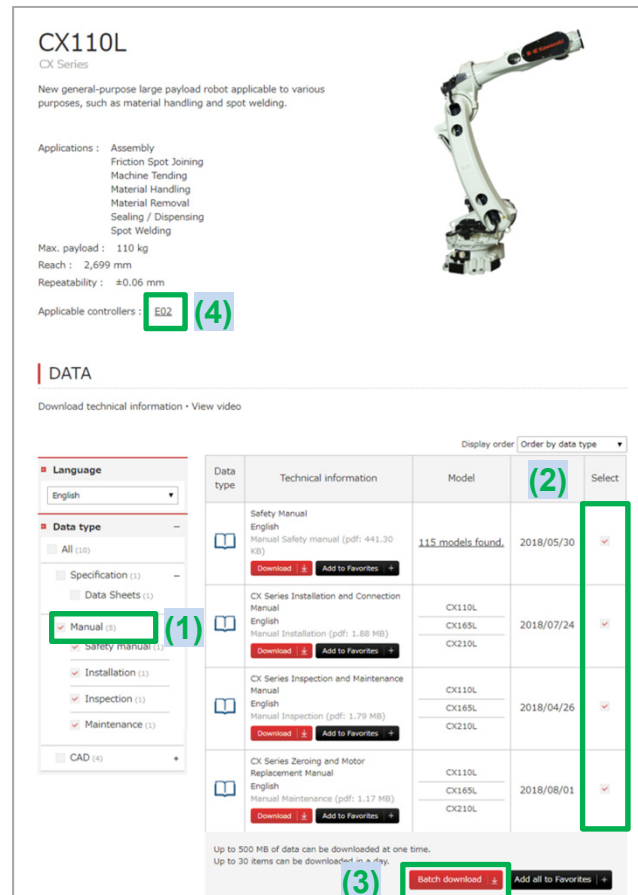 CX110L
CX Series
New general-purpose large payload robot applicable to various
purposes, such as material handling and spot welding.
Applications : Assembly
Friction Spot Joining
Machine Tending
Material Handling
Material Removal
Sealing / Dispensing
Spot Welding
Max. payload : 110 kg
Reach : 2,699 mm
Repeatability : ±0.06 mm
Applicable controllers : E02 (4)
Kawasaki
DATA
Download technical information・View video
Display order Order by data type
Language
English
Data type
All (10)
Specification (1)
Data Sheets (1)
Manual (5) (1)
Safety manual (1)
Installation (1)
Inspection (1)
Maintenance (1)
CAD (4)
Data type Technical information Model (2) Select
Safety Manual
English
Manual Safety manual (pdf: 441.30
KB)
Download Add to Favorites +
115 models found. 2018/05/30
CX Series Installation and Connection
Manual
English
Manual Installation (pdf: 1.88 MB)
Download Add to Favorites +
CX110L
CX165L
CX210L
2018/07/24
CX Series Inspection and Maintenance
Manual
English
Manual Inspection (pdf: 1.79 MB)
Download Add to Favorites +
CX110L
CX165L
CX210L
2018/04/26
CX Series Zeroing and Motor
Replacement Manual
English
Manual Maintenance (pdf: 1.17 MB)
Download Add to Favorites +
CX110L
CX165L
CX210L
2018/08/01
Up to 500 MB of data can be downloaded at one
time.
Up to 30 items can be downloaded in a day.
(3) Batch download Add all to Favorites +